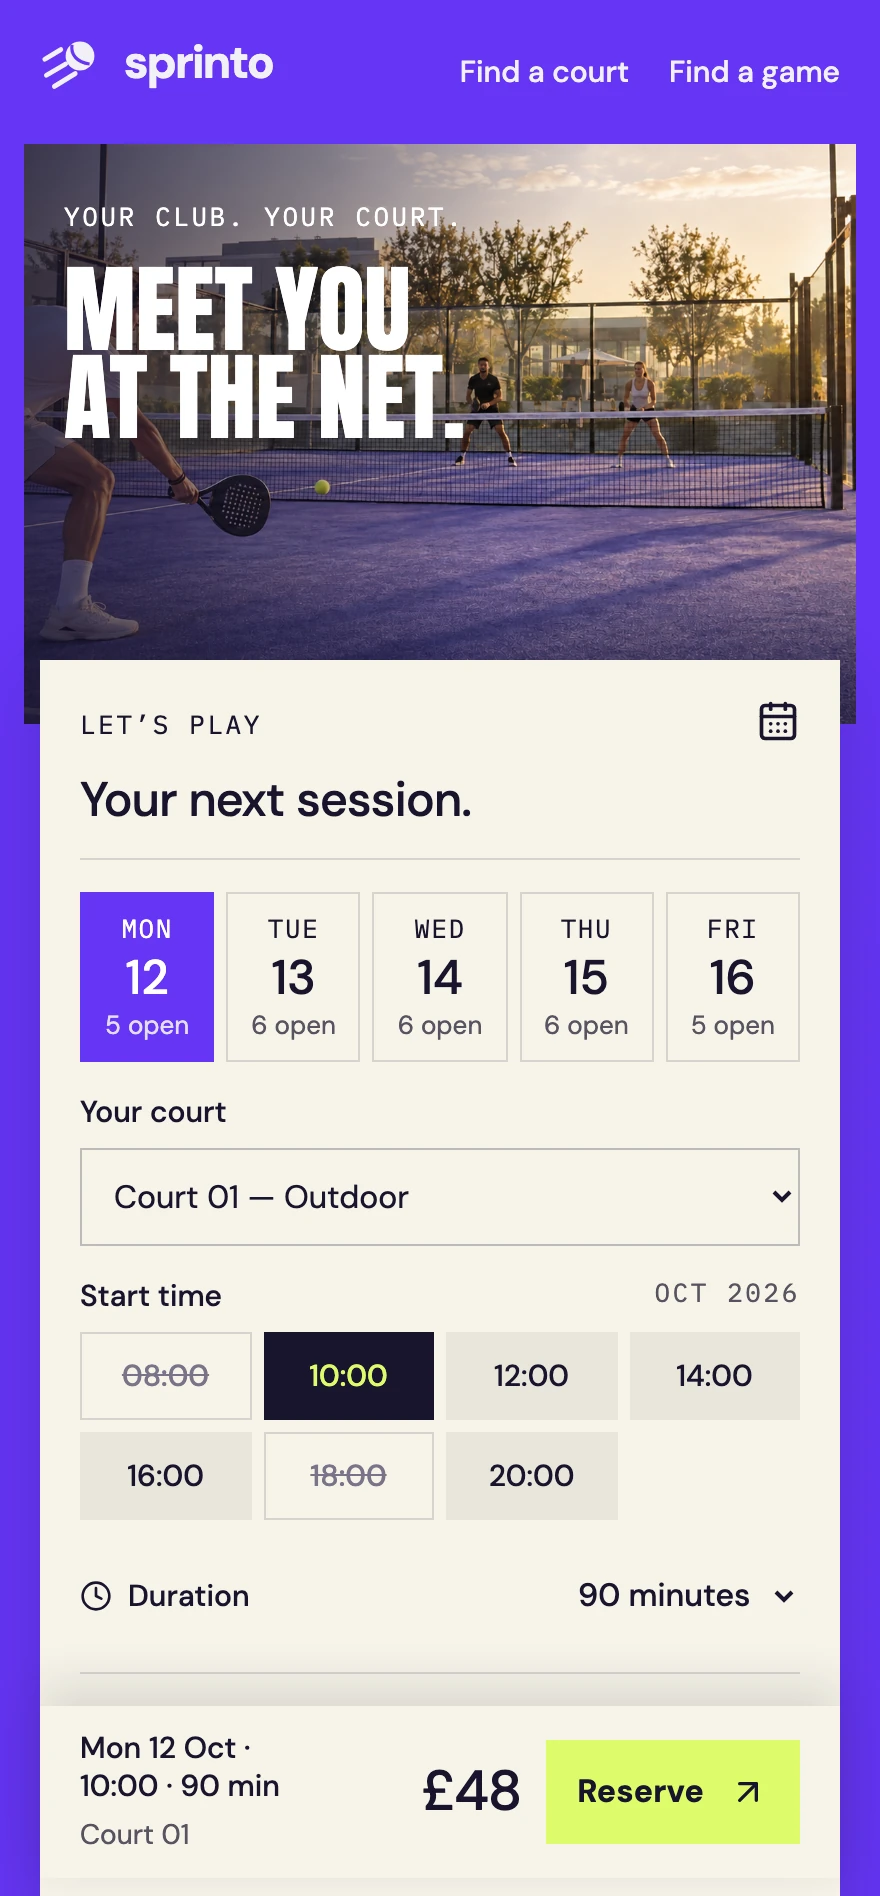 sprinto
Find a court
Find a game
YOUR CLUB. YOUR COURT.
MEET YOU
AT THE NET.
LET’S PLAY
Your next session.
MON
12
5 open
TUE
13
6 open
WED
14
6 open
THU
15
6 open
FRI
16
5 open
Your court
Court 01 — Outdoor
Start time
OCT 2026
08:00
10:00
12:00
14:00
16:00
18:00
20:00
Duration
90 minutes
Mon 12 Oct ·
10:00 · 90 min
Court 01
£48
Reserve